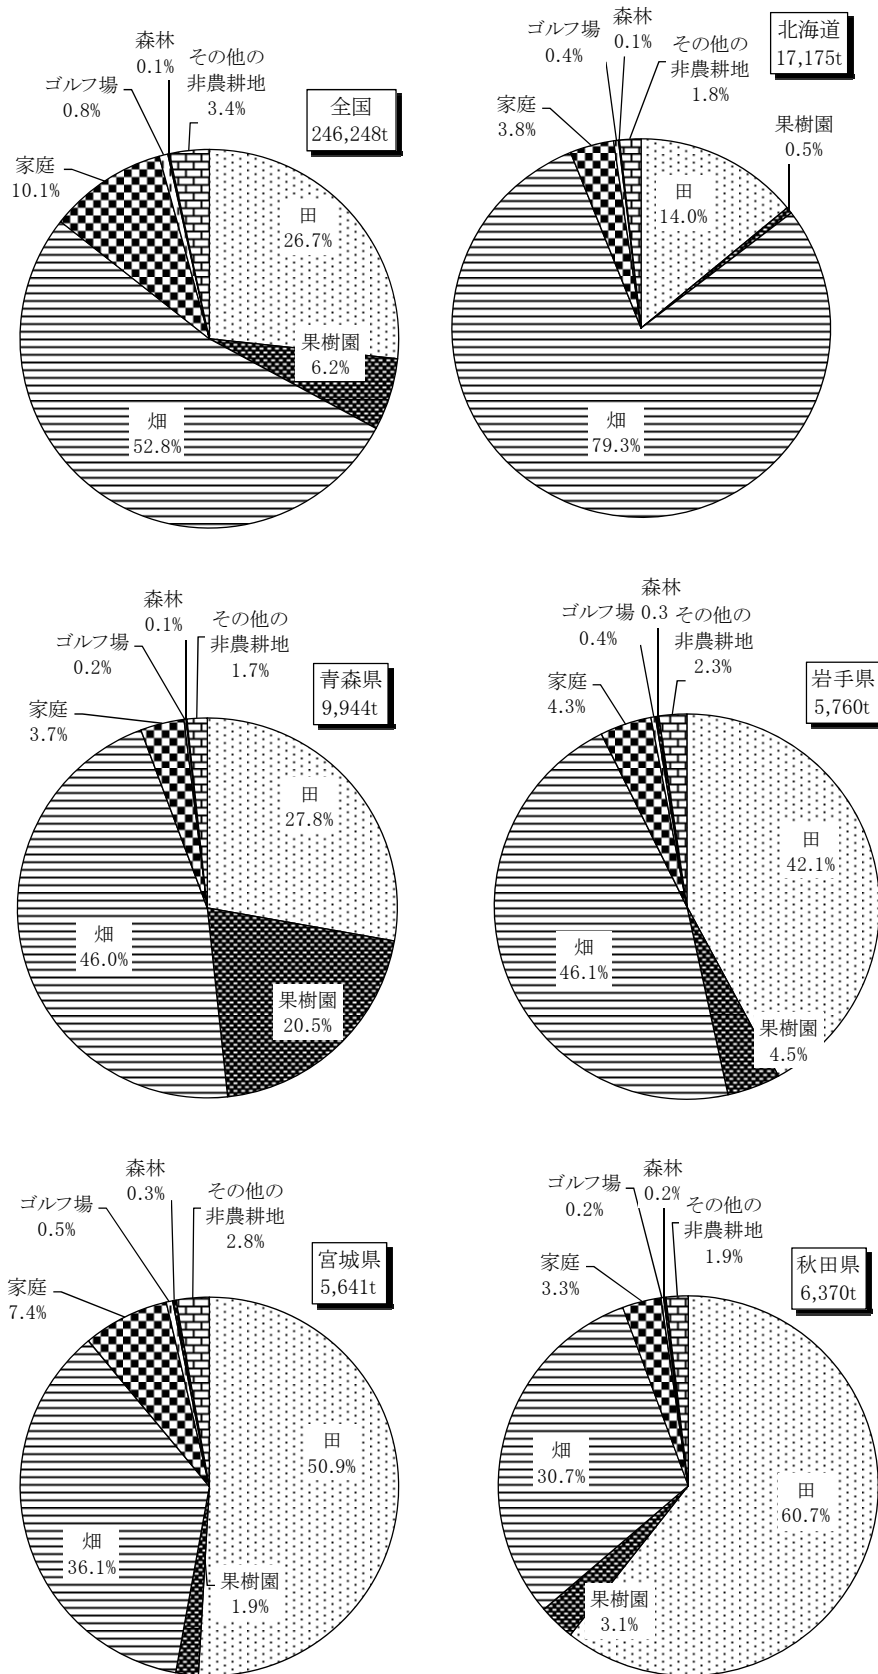 全国
246,248t
森林
0.1%
その他の
非農耕地
3.4%
ゴルフ場
0.8%
家庭
10.1%
田
26.7%
果樹園
6.2%
畑
52.8%
北海道
17,175t
森林
0.1%
ゴルフ場
0.4%
その他の
非農耕地
1.8%
家庭
3.8%
果樹園
0.5%
田
14.0%
畑
79.3%
青森県
9,944t
森林
0.1%
その他の
非農耕地
1.7%
ゴルフ場
0.2%
家庭
3.7%
田
27.8%
畑
46.0%
果樹園
20.5%
岩手県
5,760t
森林
0.3
ゴルフ場
0.4%
その他の
非農耕地
2.3%
家庭
4.3%
田
42.1%
畑
46.1%
果樹園
4.5%
宮城県
5,641t
森林
0.3%
その他の
非農耕地
2.8%
ゴルフ場
0.5%
家庭
7.4%
田
50.9%
畑
36.1%
果樹園
1.9%
秋田県
6,370t
森林
0.2%
ゴルフ場
0.2%
その他の
非農耕地
1.9%
家庭
3.3%
畑
30.7%
田
60.7%
果樹園
3.1%